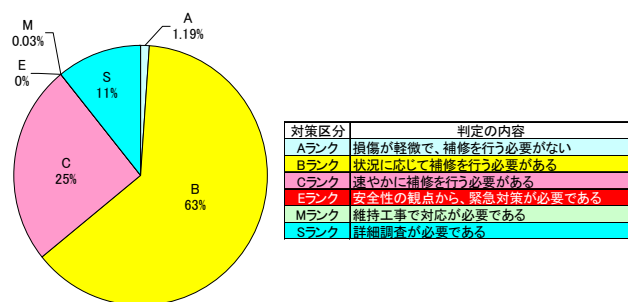 A
1.19%
M
0.03%
E
0%
S
11%
C
25%
B
63%
対策区分 判定の内容
Aランク 損傷が軽微で、補修を行う必要がない
Bランク 状況に応じて補修を行う必要がある
Cランク 速やかに補修を行う必要がある
Eランク 安全性の観点から、緊急対策が必要である
Mランク 維持工事で対応が必要である
Sランク 詳細調査が必要である